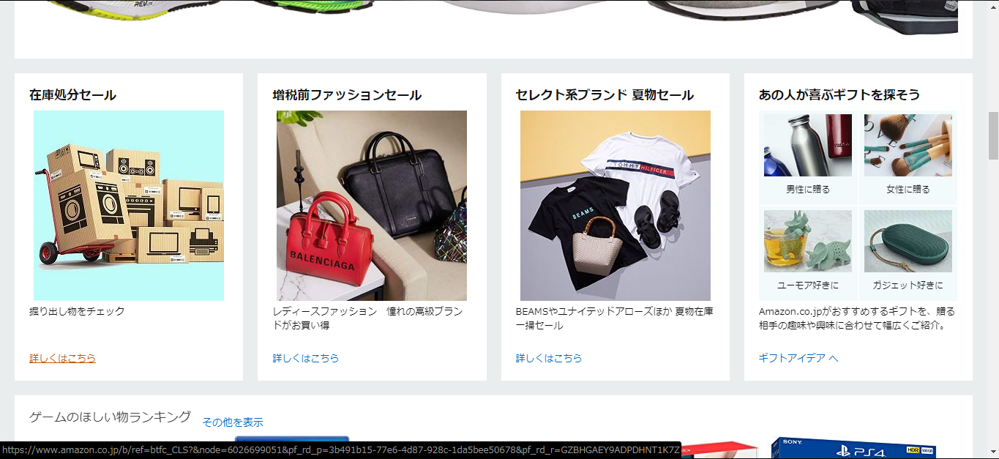 REV
在庫処分セール
増税前ファッションセール
セレクト系ブランド 夏物セール
あの人が喜ぶギフトを探そう
TOMMY HILFIGER
BEAMS
BALENCIAGA
男性に贈る
女性に贈る
ユーモア好きに
ガジェット好きに
掘り出し物をチェック
レディースファッション　憧れの高級ブラン
ドがお買い得
BEAMSやユナイテッドアローズほか 夏物在庫
一掃セール
Amazon.co.jpがおすすめするギフトを、贈る
相手の趣味や興味に合わせて幅広くご紹介。
詳しくはこちら
詳しくはこちら
詳しくはこちら
ギフトアイデア へ
ゲームのほしい物ランキング
その他を表示
SONY
PS4
HDR 500GB
https://www.amazon.co.jp/b/ref=btfc_CLS?&node=6026699051&pf_rd_p=3b491b15-77e6-4d87-928c-1da5bee50678&pf_rd_r=GZBHGAEY9ADPDHNT1K7Z